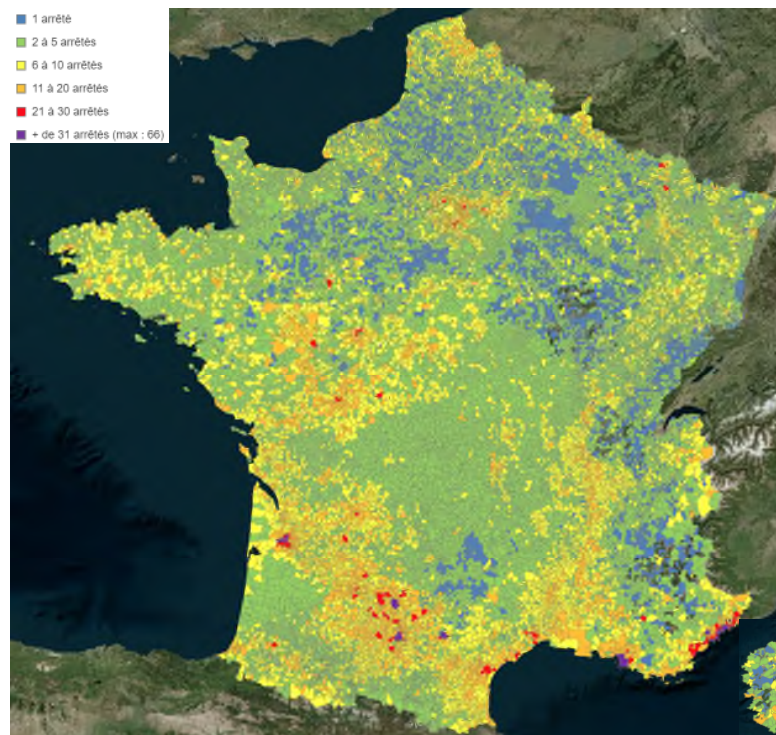 1 arrêté
2 à 5 arrêtés
6 à 10 arrêtés
11 à 20 arrêtés
21 à 30 arrêtés
+ de 31 arrêtés (max : 66)